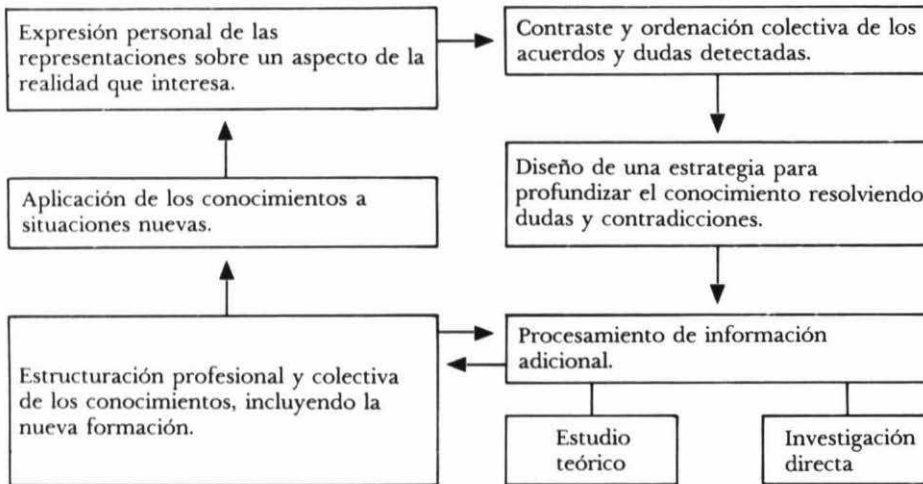 Expresión personal de las
representaciones sobre un aspecto de la
realidad que interesa.
Contraste y ordenación colectiva de los
acuerdos y dudas detectadas.
Diseño de una estrategia para
profundizar el conocimiento resolviendo
dudas y contradicciones.
Aplicación de los conocimientos a
situaciones nuevas.
Procesamiento de información
adicional.
Estructuración profesional y colectiva
de los conocimientos, incluyendo la
nueva formación.
Estudio
teórico
Investigación
directa